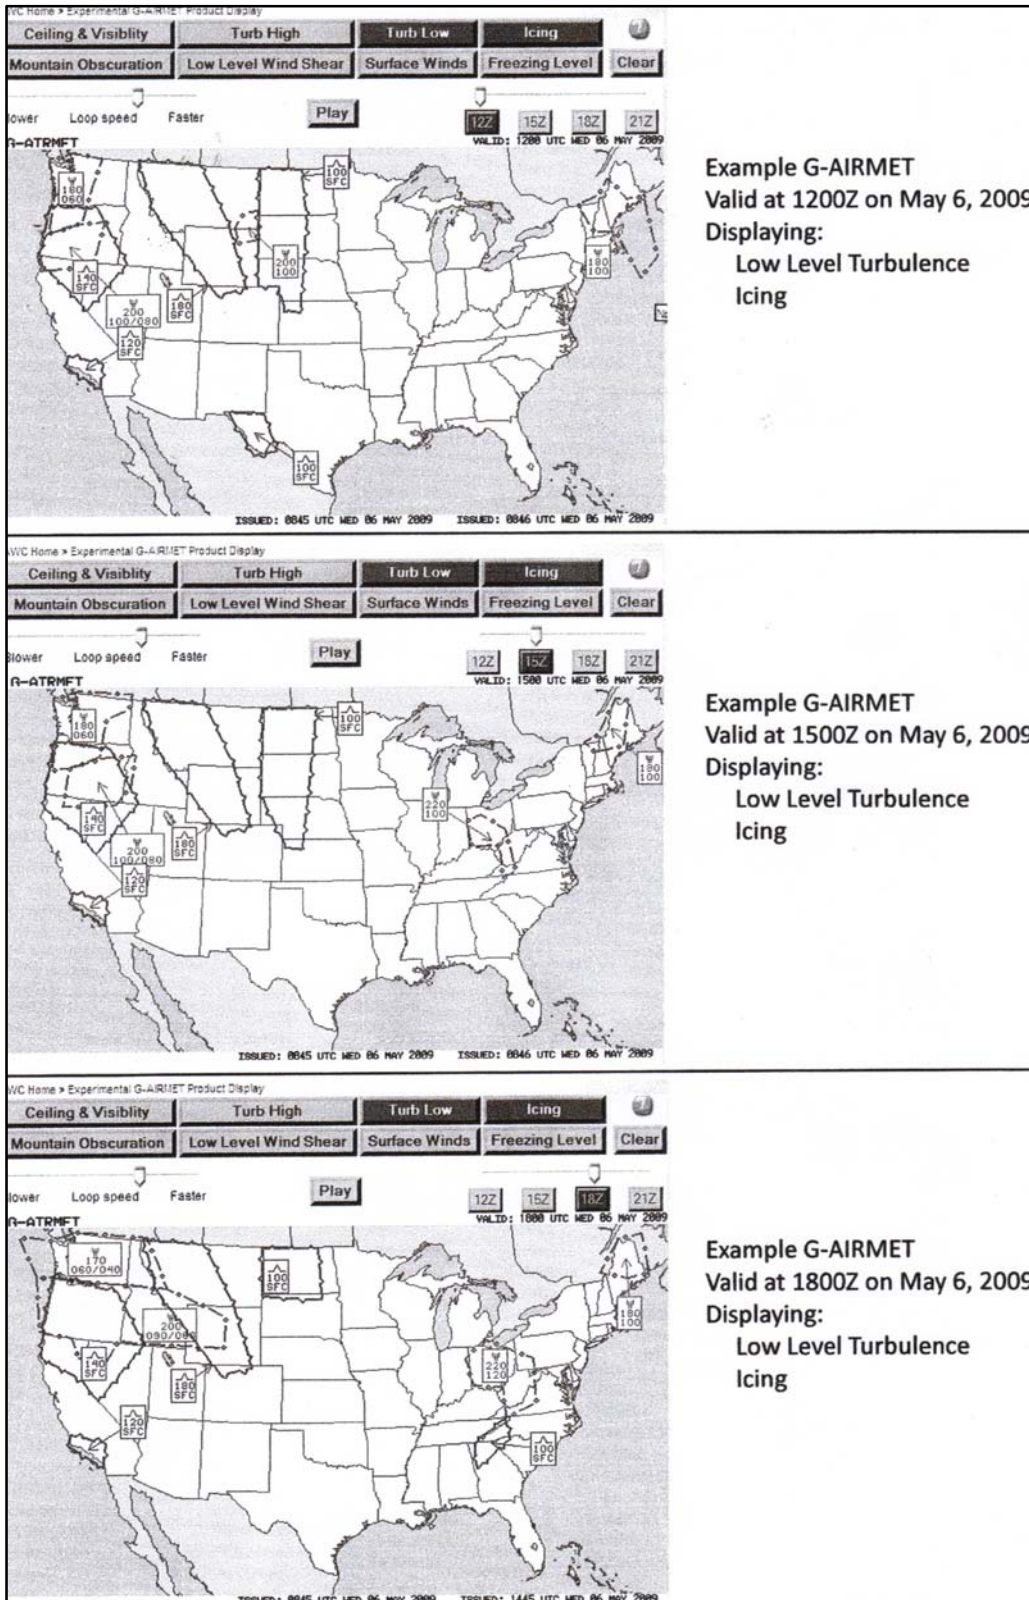 WC Home » Experimental G-AIRMET Product Display
Ceiling & Visiblity Turb High Turb Low Icing
Mountain Obscuration Low Level Wind Shear Surface Winds Freezing Level Clear
lower Loop speed Faster Play 12Z 15Z 18Z 21Z
G-AIRMET VALID: 1200 UTC WED 06 MAY 2009
100
SFC
180
060
200
100
180
100
140
SFC
200
100/080
180
SFC
120
SFC
100
SFC
ISSUED: 0845 UTC WED 06 MAY 2009 ISSUED: 0846 UTC WED 06 MAY 2009
Example G-AIRMET
Valid at 1200Z on May 6, 2009
Displaying:
Low Level Turbulence
Icing
WC Home » Experimental G-AIRMET Product Display
Ceiling & Visiblity Turb High Turb Low Icing
Mountain Obscuration Low Level Wind Shear Surface Winds Freezing Level Clear
Slower Loop speed Faster Play 12Z 15Z 18Z 21Z
G-AIRMET VALID: 1500 UTC WED 06 MAY 2009
180
060
100
SFC
180
100
220
100
140
SFC
200
100/080
180
SFC
120
SFC
ISSUED: 0845 UTC WED 06 MAY 2009 ISSUED: 0846 UTC WED 06 MAY 2009
Example G-AIRMET
Valid at 1500Z on May 6, 2009
Displaying:
Low Level Turbulence
Icing
WC Home » Experimental G-AIRMET Product Display
Ceiling & Visiblity Turb High Turb Low Icing
Mountain Obscuration Low Level Wind Shear Surface Winds Freezing Level Clear
lower Loop speed Faster Play 12Z 15Z 18Z 21Z
G-AIRMET VALID: 1800 UTC WED 06 MAY 2009
170
060/040
100
SFC
180
100
200
140
SFC
180
SFC
220
120
120
SFC
100
SFC
ISSUED: 0845 UTC WED 06 MAY 2009 ISSUED: 1445 UTC WED 06 MAY 2009
Example G-AIRMET
Valid at 1800Z on May 6, 2009
Displaying:
Low Level Turbulence
Icing